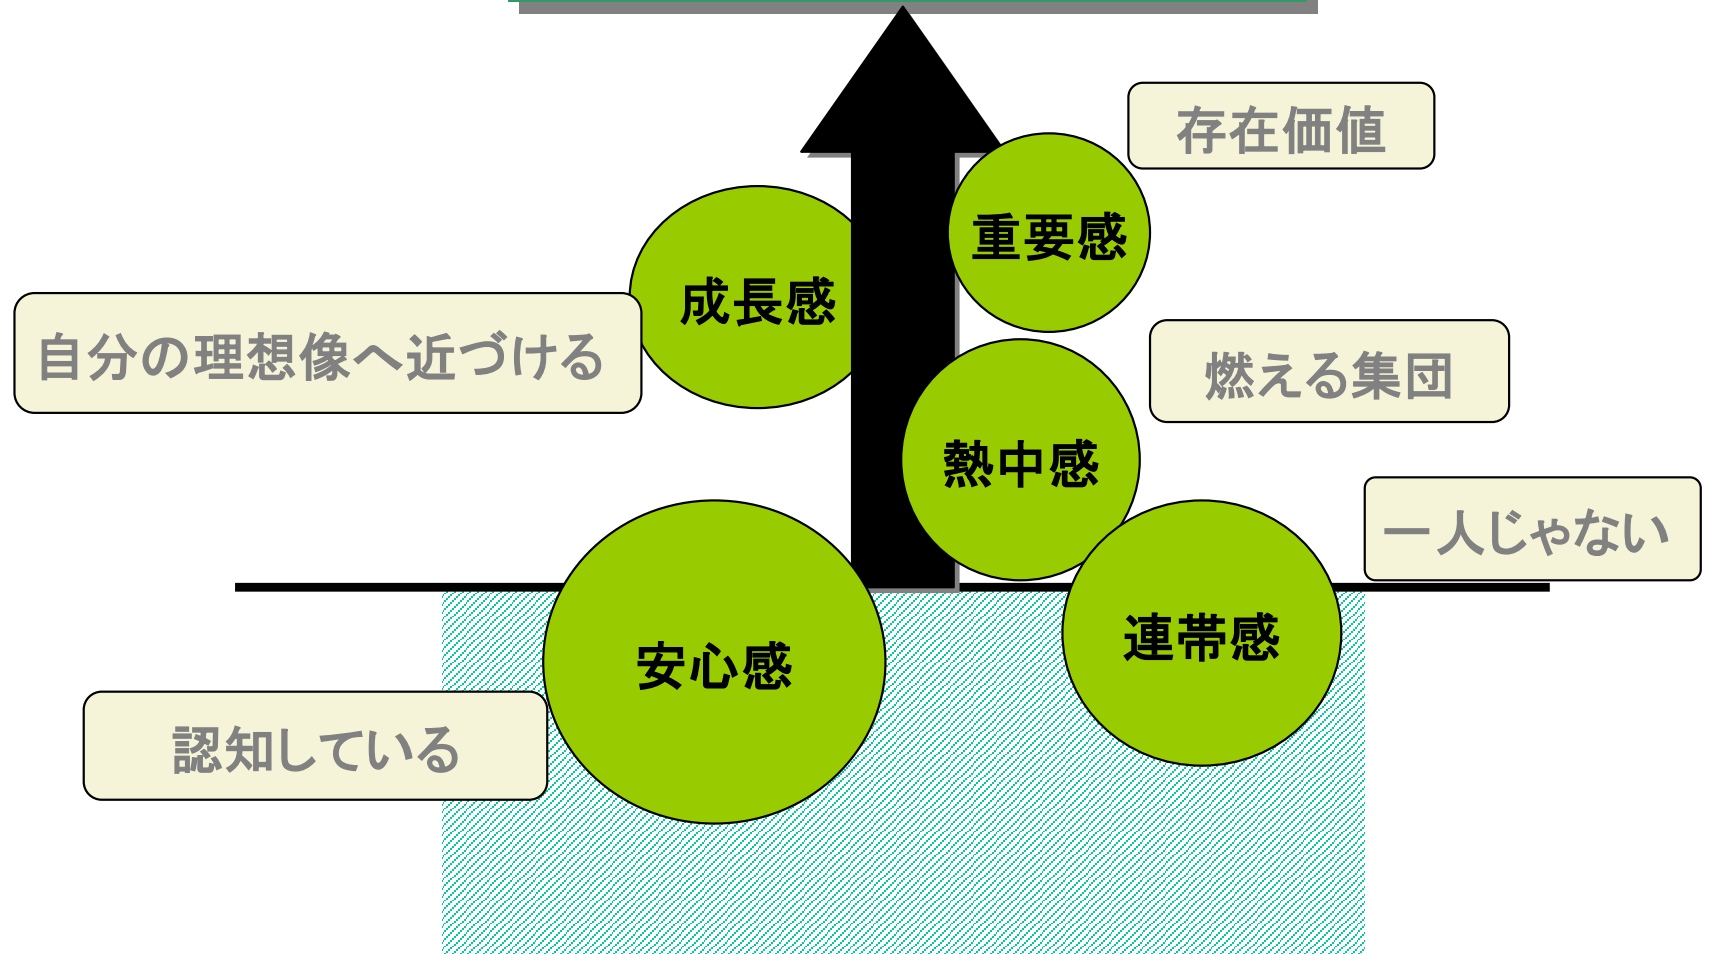 存在価値
重要感
成長感
自分の理想像へ近づける
燃える集団
熱中感
一人じゃない
連帯感
安心感
認知している